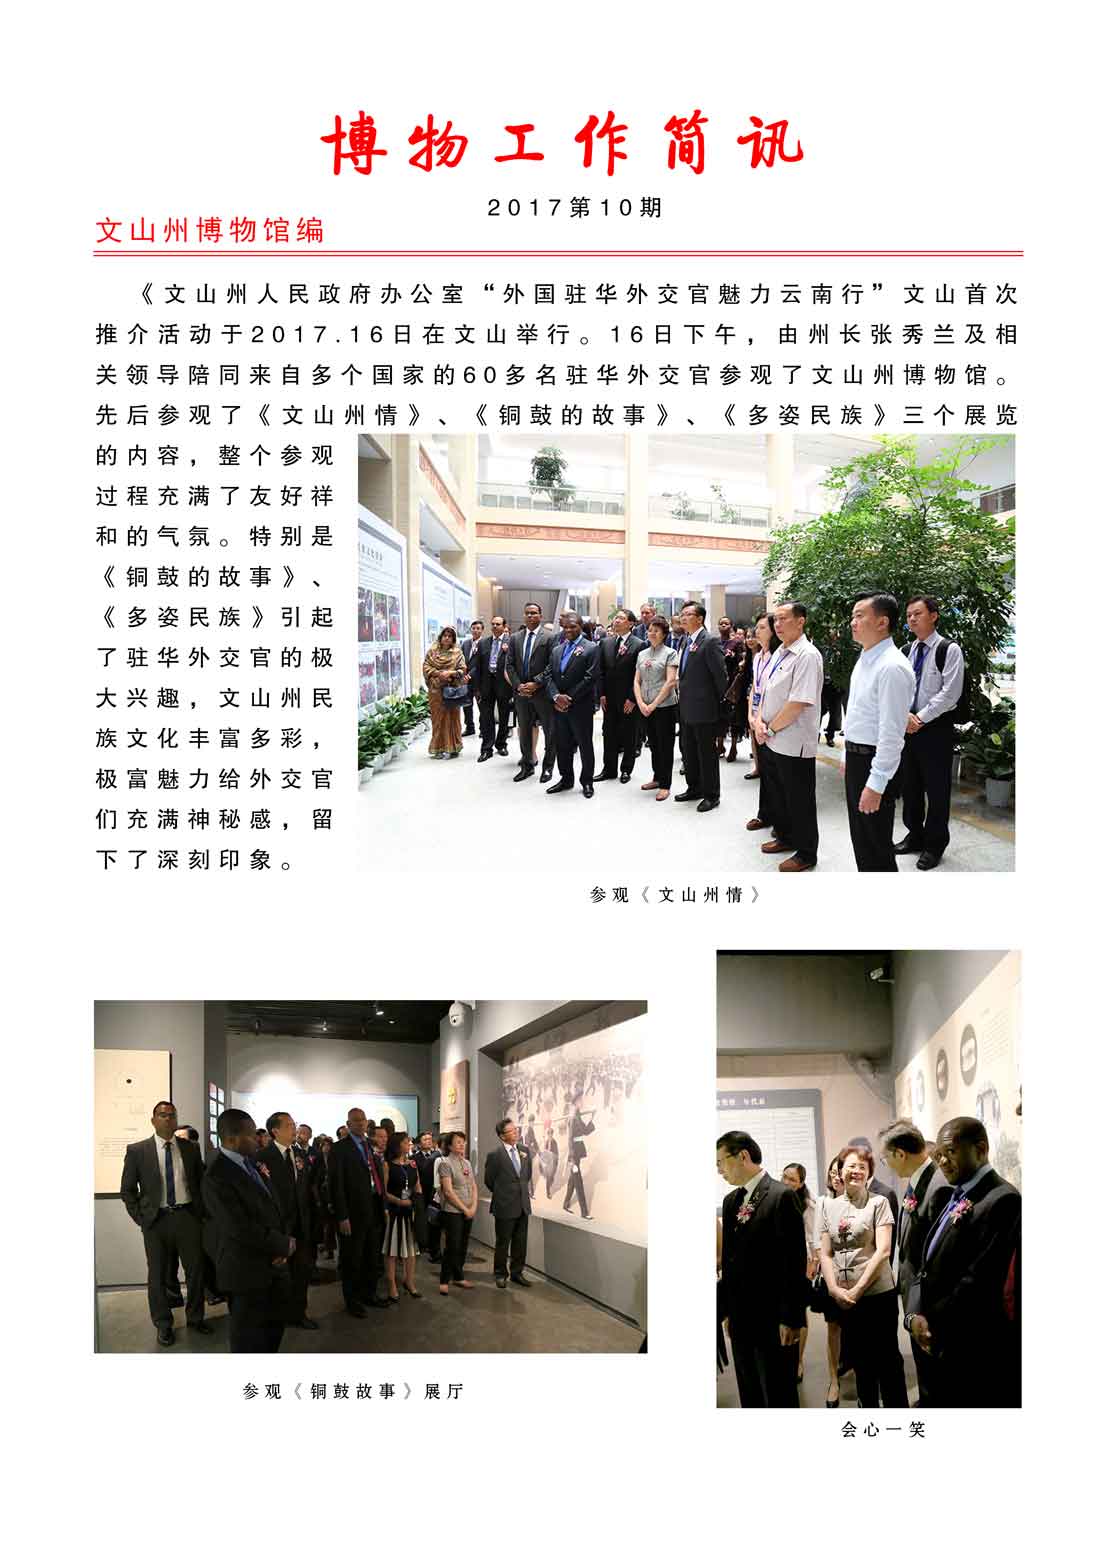 博物工作简讯
2017第10期
文山州博物馆编
《文山州人民政府办公室“外国驻华外交官魅力云南行”文山首次
推介活动于2017.16日在文山举行。16日下午，由州长张秀兰及相
关领导陪同来自多个国家的60多名驻华外交官参观了文山州博物馆。
先后参观了《文山州情》、《铜鼓的故事》、《多姿民族》三个展览
的内容，整个参观
过程充满了友好祥
和的气氛。特别是
《铜鼓的故事》、
《多姿民族》引起
了驻华外交官的极
大兴趣，文山州民
族文化丰富多彩，
极富魅力给外交官
们充满神秘感，留
下了深刻印象。
参观《文山州情》
参观《铜鼓故事》展厅
会心一笑